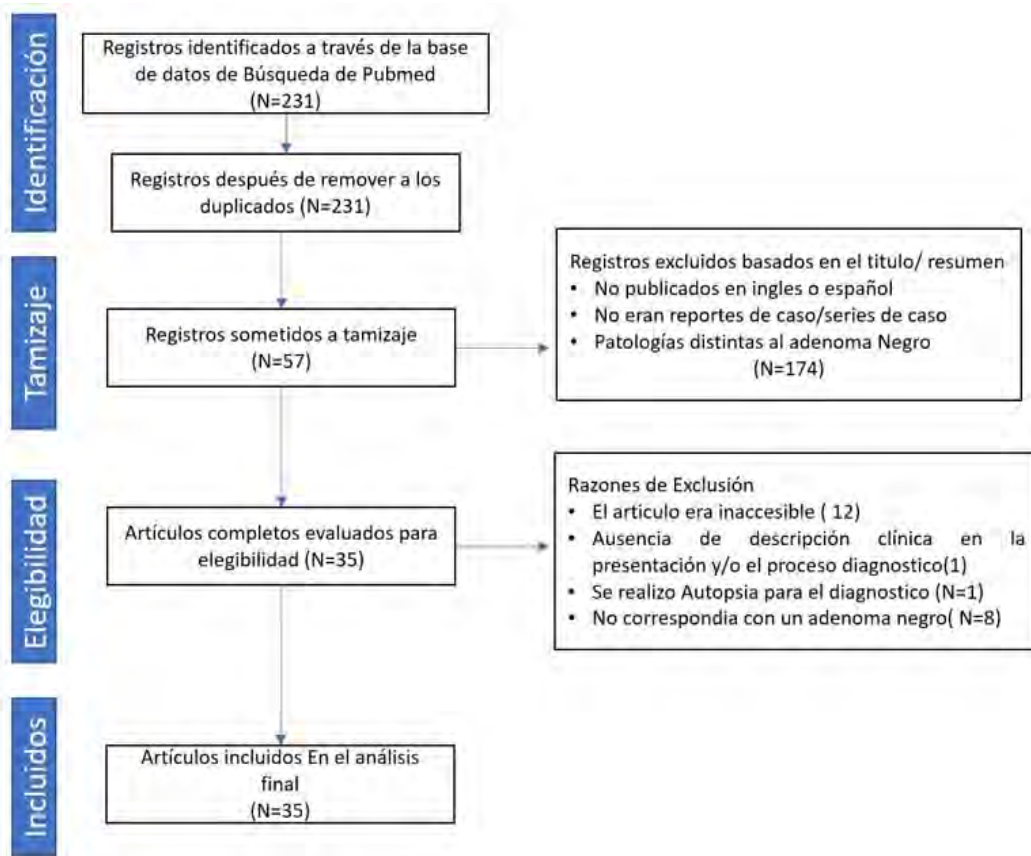 Identificación
Registros identificados a través de la base
de datos de Búsqueda de Pubmed
(N=231)
Registros después de remover a los
duplicados (N=231)
Tamizaje
Registros sometidos a tamizaje
(N=57)
Registros excluidos basados en el titulo/ resumen
• No publicados en ingles o español
• No eran reportes de caso/series de caso
• Patologías distintas al adenoma Negro
(N=174)
Elegibilidad
Artículos completos evaluados para
elegibilidad (N=35)
Razones de Exclusión
• El articulo era inaccesible ( 12)
• Ausencia de descripción clínica en la
presentación y/o el proceso diagnostico(1)
• Se realizo Autopsia para el diagnostico (N=1)
• No correspondia con un adenoma negro( N=8)
Incluidos
Artículos incluidos En el análisis
final
(N=35)